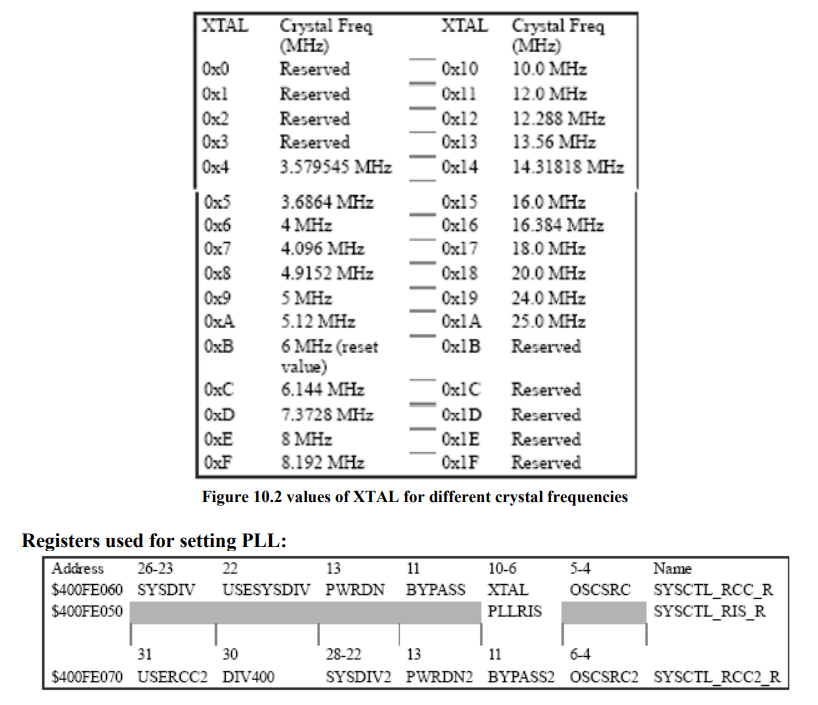 XTAL Crystal Freq (MHz) XTAL Crystal Freq (MHz)
0x0 Reserved 0x10 10.0 MHz
0x1 Reserved 0x11 12.0 MHz
0x2 Reserved 0x12 12.288 MHz
0x3 Reserved 0x13 13.56 MHz
0x4 3.579545 MHz 0x14 14.31818 MHz
0x5 3.6864 MHz 0x15 16.0 MHz
0x6 4 MHz 0x16 16.384 MHz
0x7 4.096 MHz 0x17 18.0 MHz
0x8 4.9152 MHz 0x18 20.0 MHz
0x9 5 MHz 0x19 24.0 MHz
0xA 5.12 MHz 0x1A 25.0 MHz
0xB 6 MHz (reset value) 0x1B Reserved
0xC 6.144 MHz 0x1C Reserved
0xD 7.3728 MHz 0x1D Reserved
0xE 8 MHz 0x1E Reserved
0xF 8.192 MHz 0x1F Reserved
Figure 10.2 values of XTAL for different crystal frequencies
Registers used for setting PLL:
Address 26-23 22 13 11 10-6 5-4 Name
$400FE060 SYSDIV USESYSDIV PWRDN BYPASS XTAL OSCSRC SYSCTL_RCC_R
$400FE050 PLLRIS SYSCTL_RIS_R
31 30 28-22 13 11 6-4
$400FE070 USERCC2 DIV400 SYSDIV2 PWRDN2 BYPASS2 OSCSRC2 SYSCTL_RCC2_R